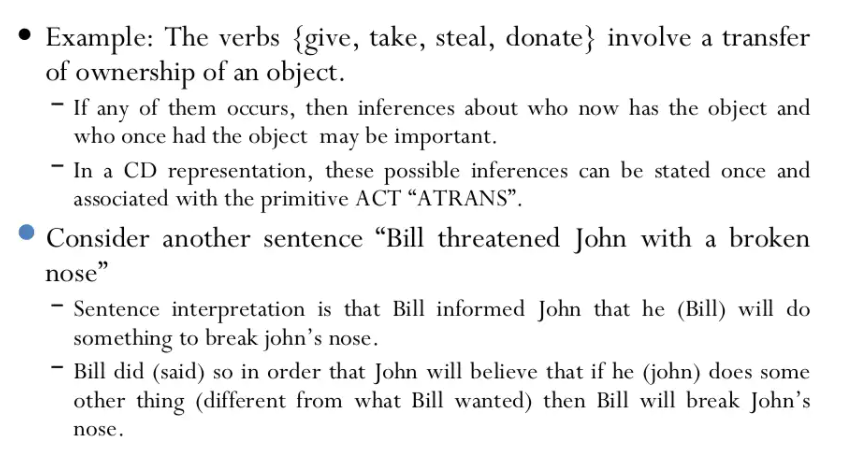 • Example: The verbs {give, take, steal, donate} involve a transfer
of ownership of an object.
– If any of them occurs, then inferences about who now has the object and
who once had the object may be important.
– In a CD representation, these possible inferences can be stated once and
associated with the primitive ACT “ATRANS”.
• Consider another sentence “Bill threatened John with a broken
nose”
– Sentence interpretation is that Bill informed John that he (Bill) will do
something to break john’s nose.
– Bill did (said) so in order that John will believe that if he (john) does some
other thing (different from what Bill wanted) then Bill will break John’s
nose.